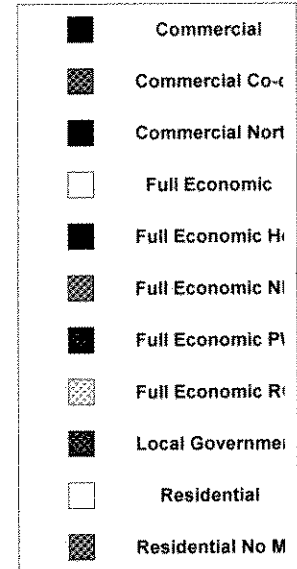 Commercial
Commercial Co-
Commercial Nort
Full Economic
Full Economic H
Full Economic N
Full Economic P
Full Economic R
Local Governme
Residential
Residential No M